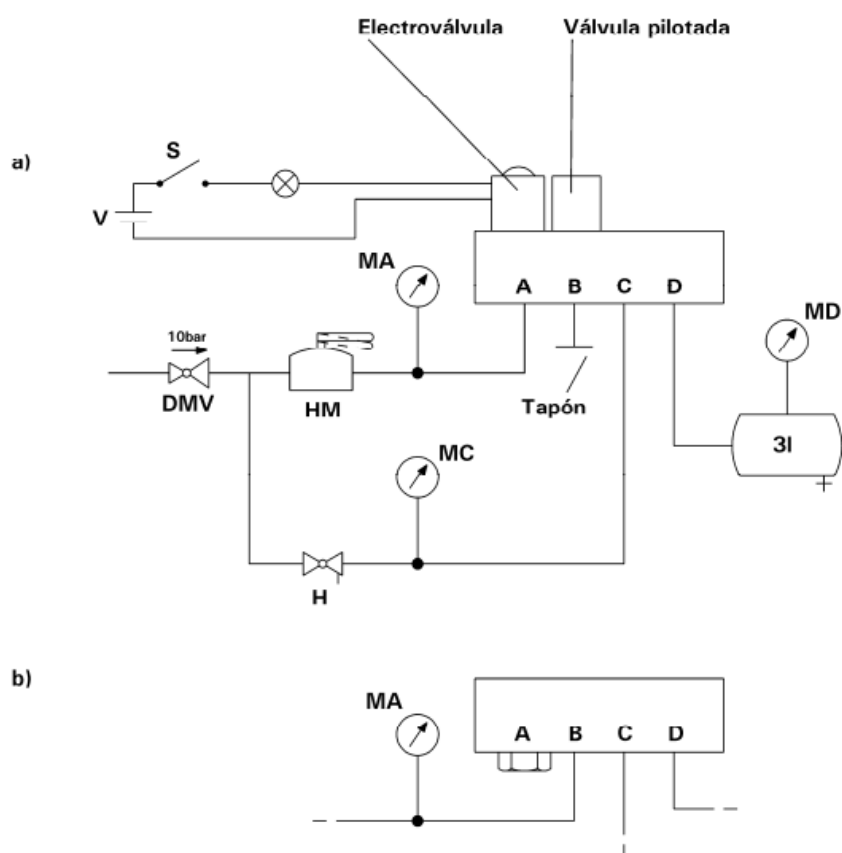 Electroválvula
Válvula pilotada
a)
S
V
MA
A B C D
MD
10bar
DMV
HM
Tapón
3l
MC
H
b)
MA
A B C D